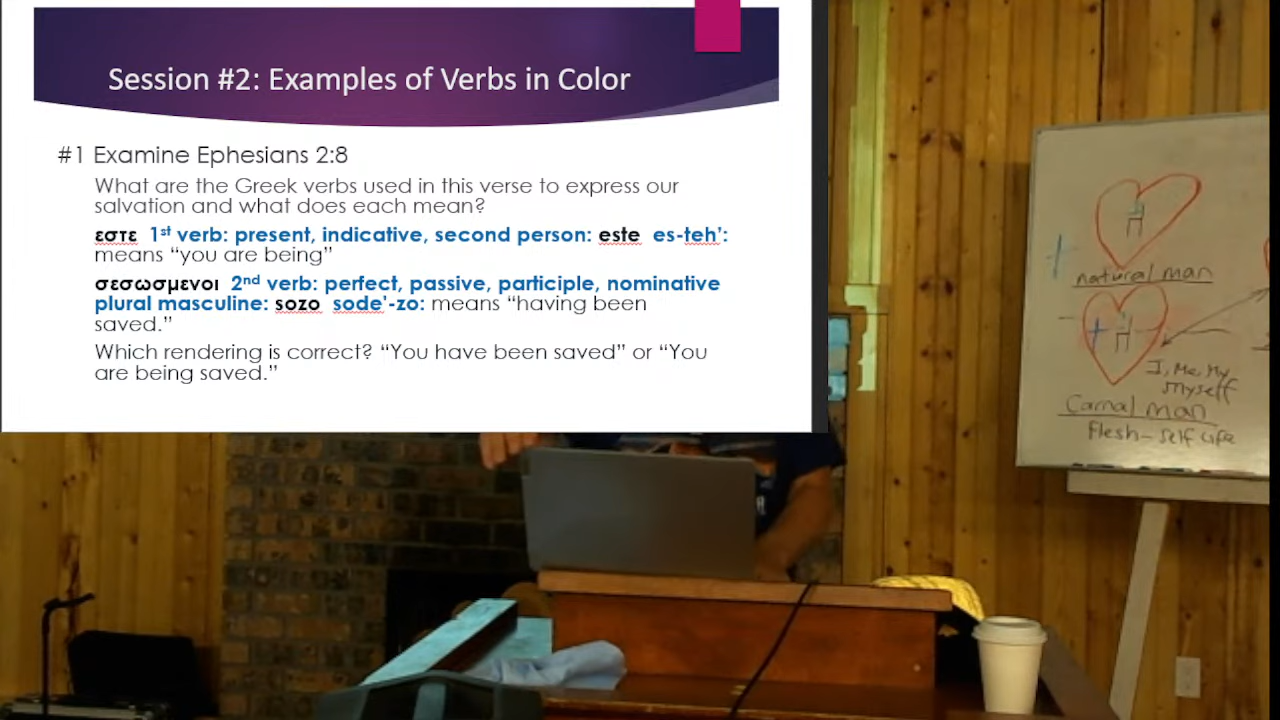 Session #2: Examples of Verbs in Color
#1 Examine Ephesians 2:8
What are the Greek verbs used in this verse to express our
salvation and what does each mean?
εστε 1st verb: present, indicative, second person: este es-teh':
means “you are being”
σεσωσμενοι 2nd verb: perfect, passive, participle, nominative
plural masculine: sozo sode'-zo: means “having been
saved.”
Which rendering is correct? “You have been saved” or “You
are being saved.”
natural man
I, Me, My
Myself
Carnal man
Flesh - Self Life